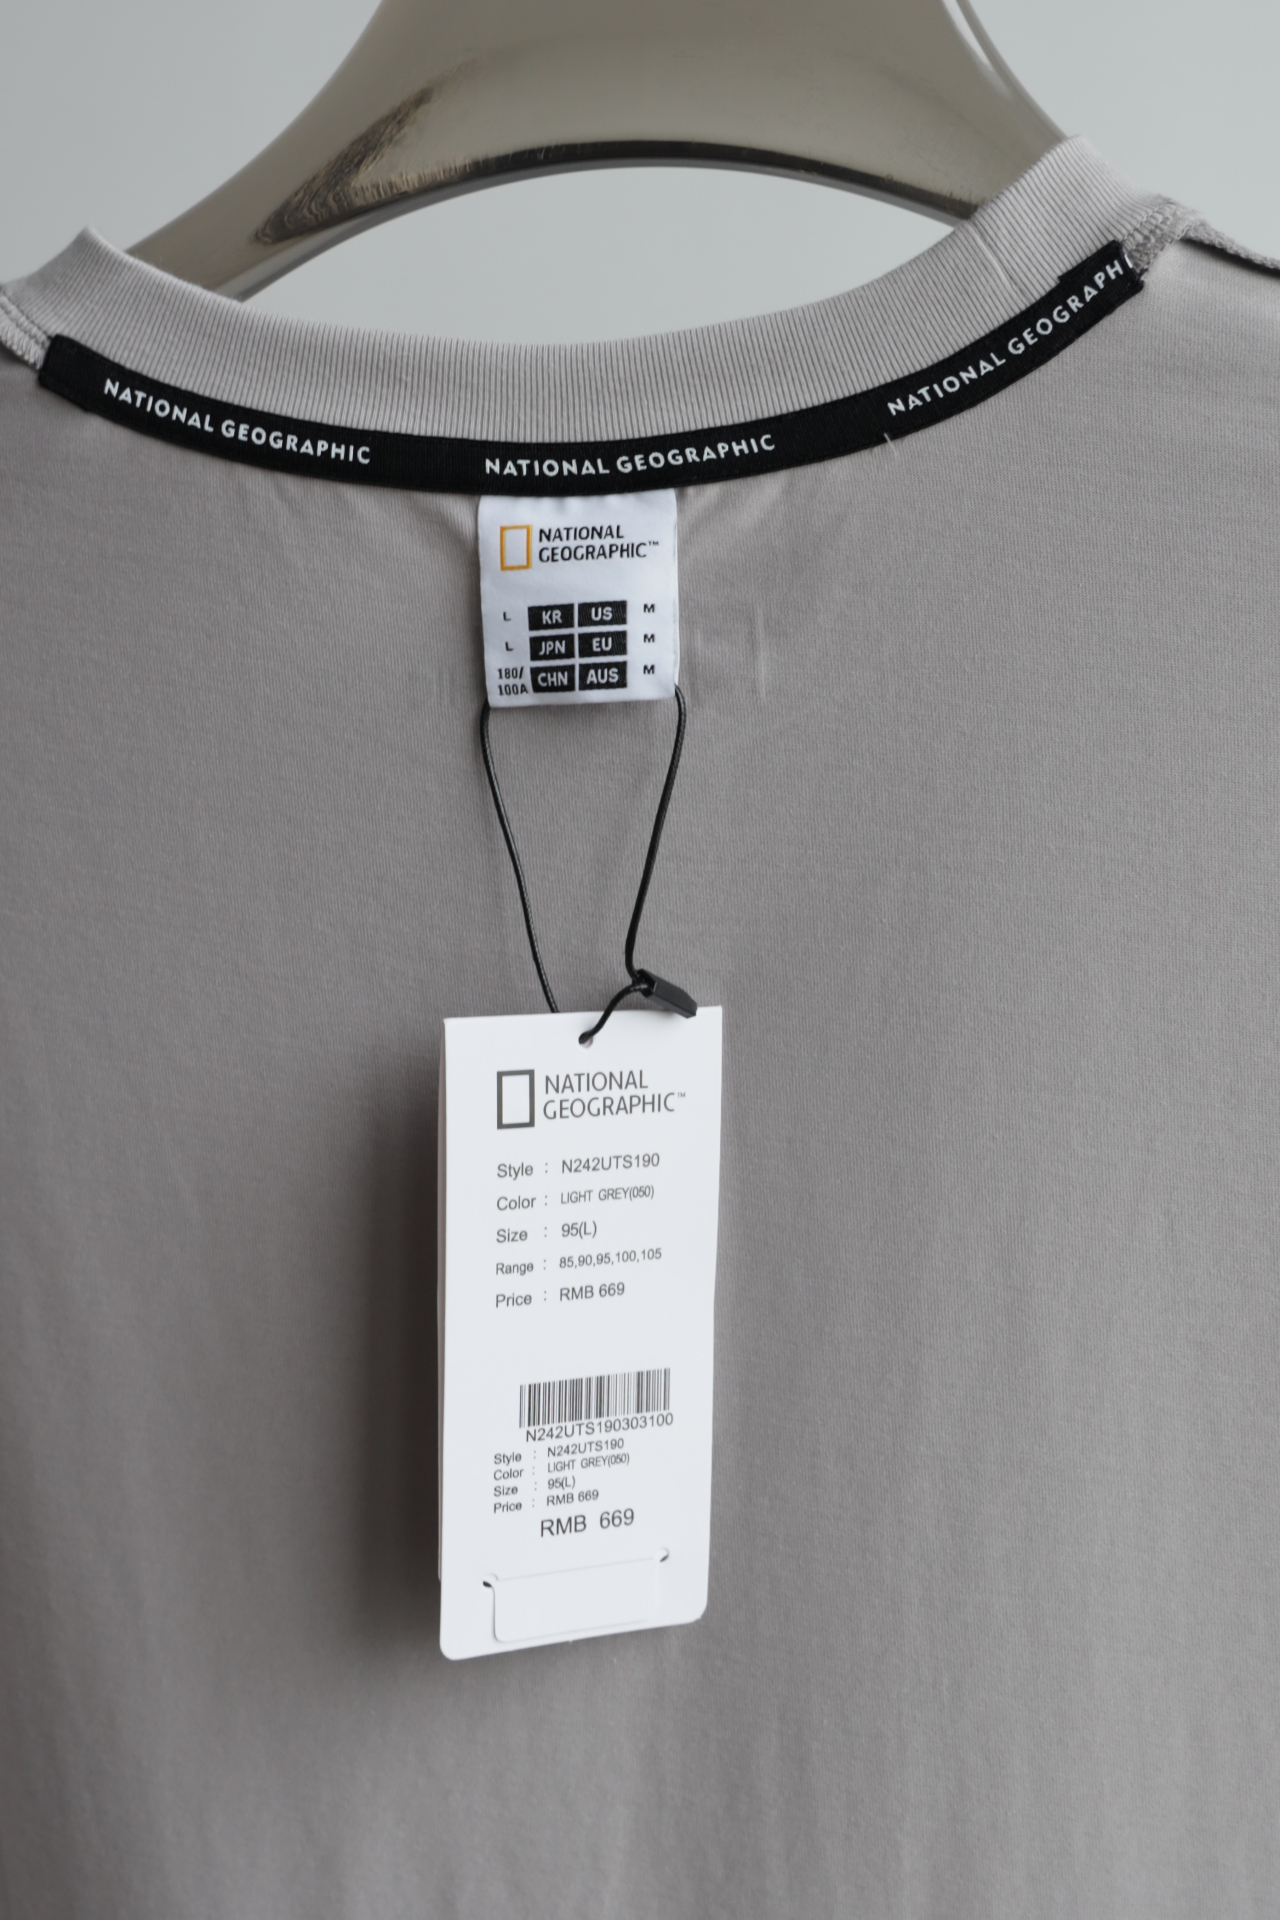 NATIONAL GEOGRAPHIC
NATIONAL GEOGRAPHIC
NATIONAL GEOGRAPH
NATIONAL
GEOGRAPHIC™
L KR US M
L JPN EU M
180/
100A CHN AUS M
NATIONAL
GEOGRAPHIC™
Style : N242UTS190
Color : LIGHT GREY(050)
Size : 95(L)
Range : 85,90,95,100,105
Price : RMB 669
N242UTS190303100
Style : N242UTS190
Color : LIGHT GREY(050)
Size : 95(L)
Price : RMB 669
RMB 669